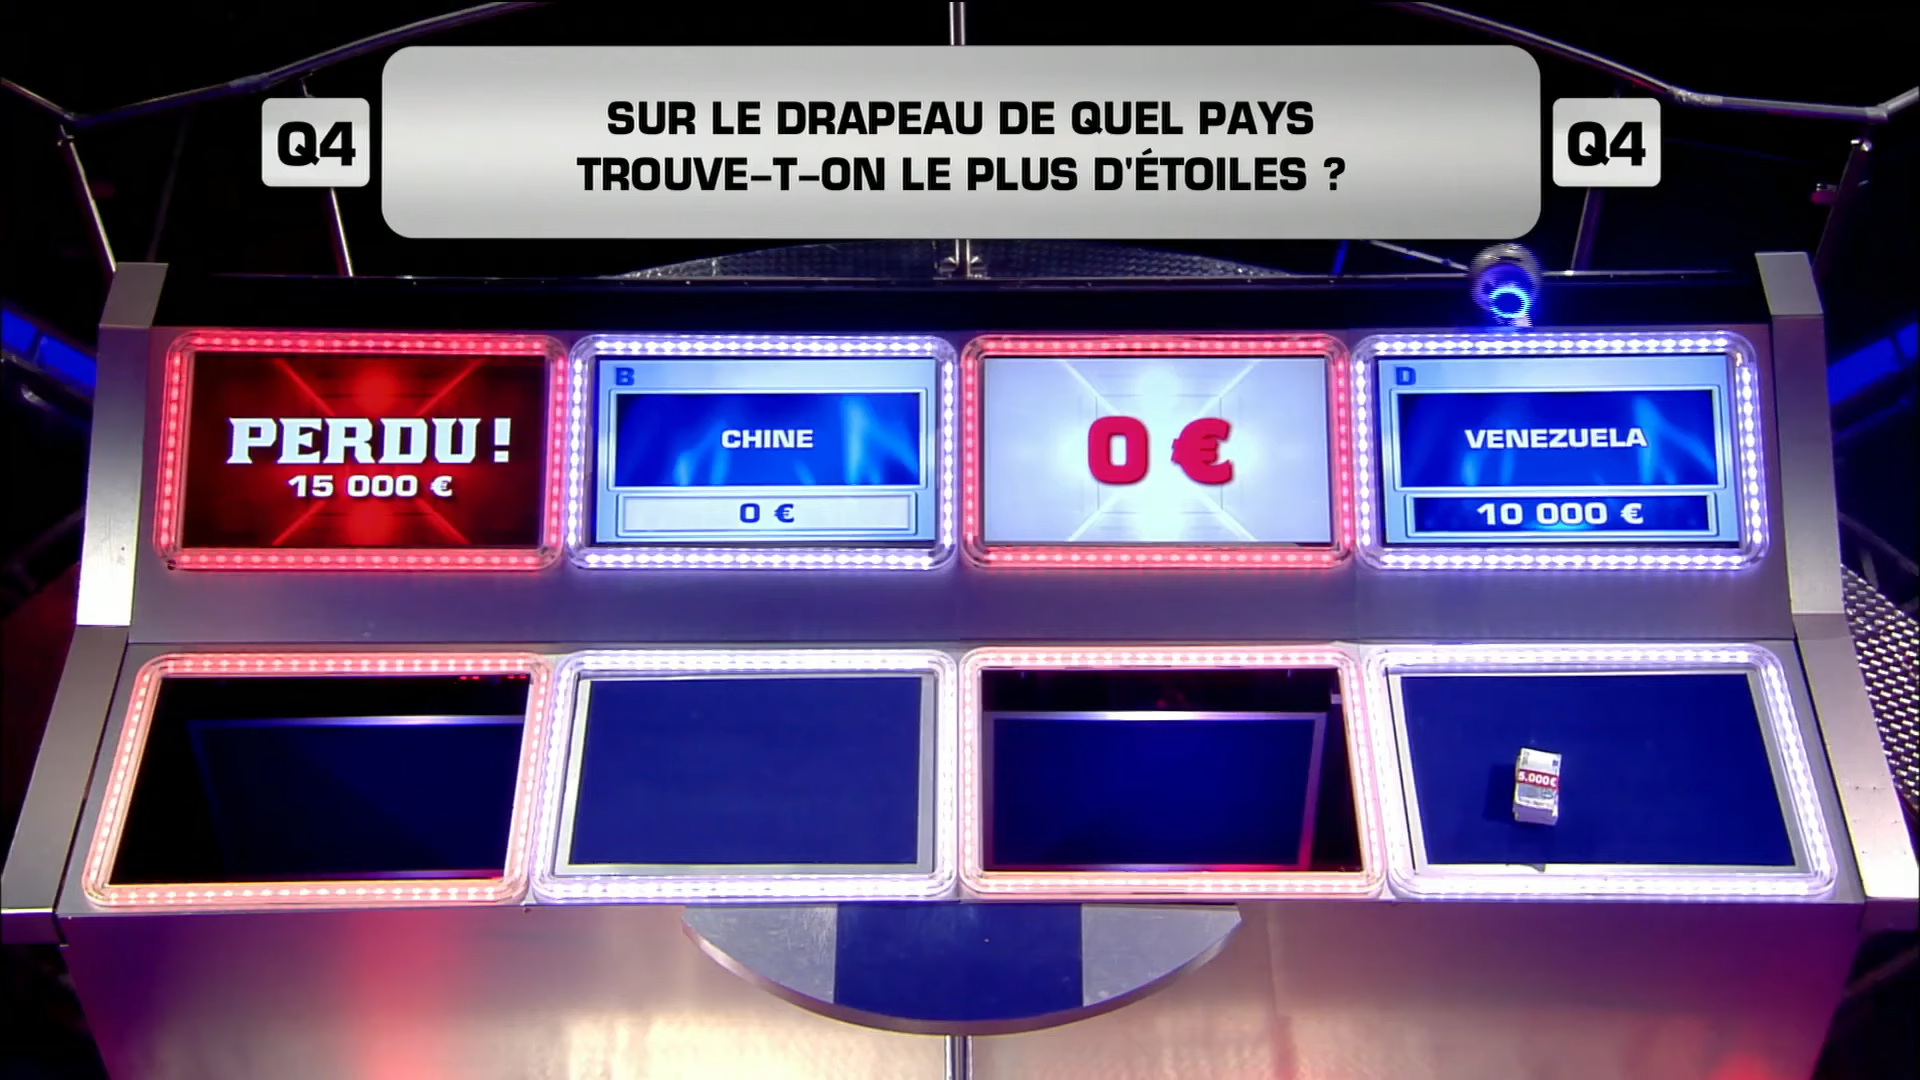 Q4
SUR LE DRAPEAU DE QUEL PAYS
TROUVE-T-ON LE PLUS D'ÉTOILES ?
Q4
PERDU!
15 000 €
B
CHINE
0 €
0 €
D
VENEZUELA
10 000 €
5.000€